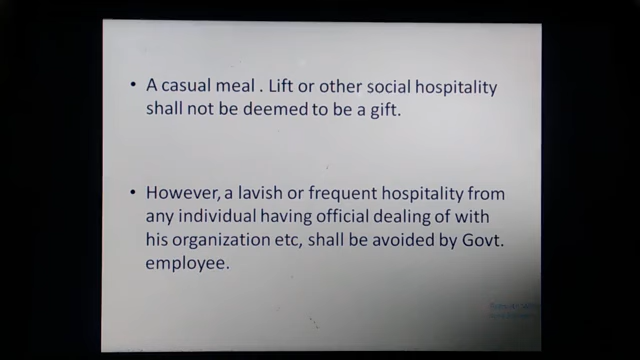 • A casual meal . Lift or other social hospitality
shall not be deemed to be a gift.
• However, a lavish or frequent hospitality from
any individual having official dealing of with
his organization etc, shall be avoided by Govt.
employee.